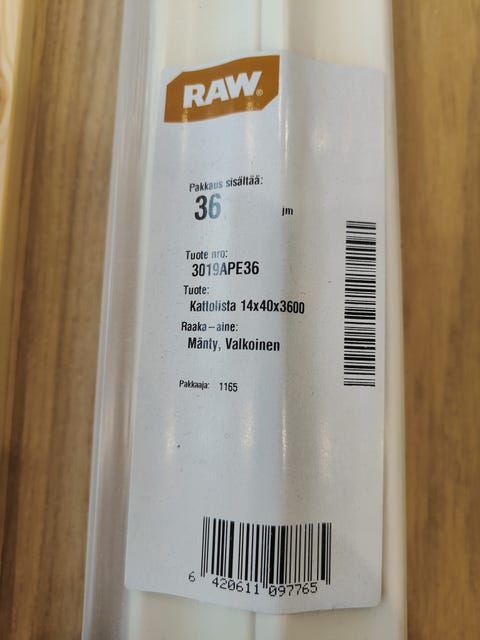 RAW®
Pakkaus sisältää:
36 jm
Tuote nro:
3019APE36
Tuote:
Kattolista 14x40x3600
Raaka-aine:
Mänty, Valkoinen
Pakkaaja: 1165
6 420611 097765